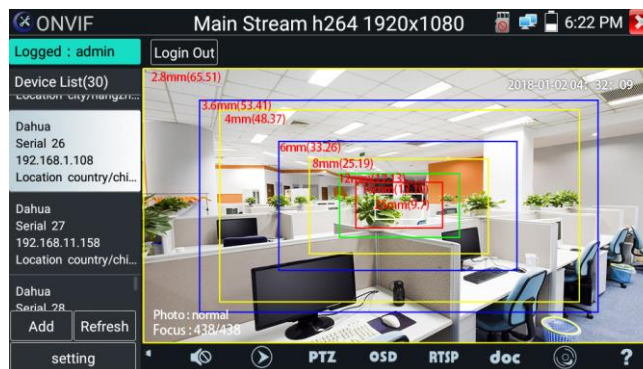 ONVIF
Main Stream h264 1920x1080
6:22 PM
Logged : admin
Login Out
Device List(30)
Dahua
Serial 26
192.168.1.108
Location country/chi...
Dahua
Serial 27
192.168.11.158
Location country/chi...
Dahua
Serial 28
Add
Refresh
setting
2.8mm(65.51)
3.6mm(53.41)
4mm(48.37)
6mm(33.26)
8mm(25.19)
Photo : normal
Focus : 438/438
PTZ
OSD
RTSP
doc
?